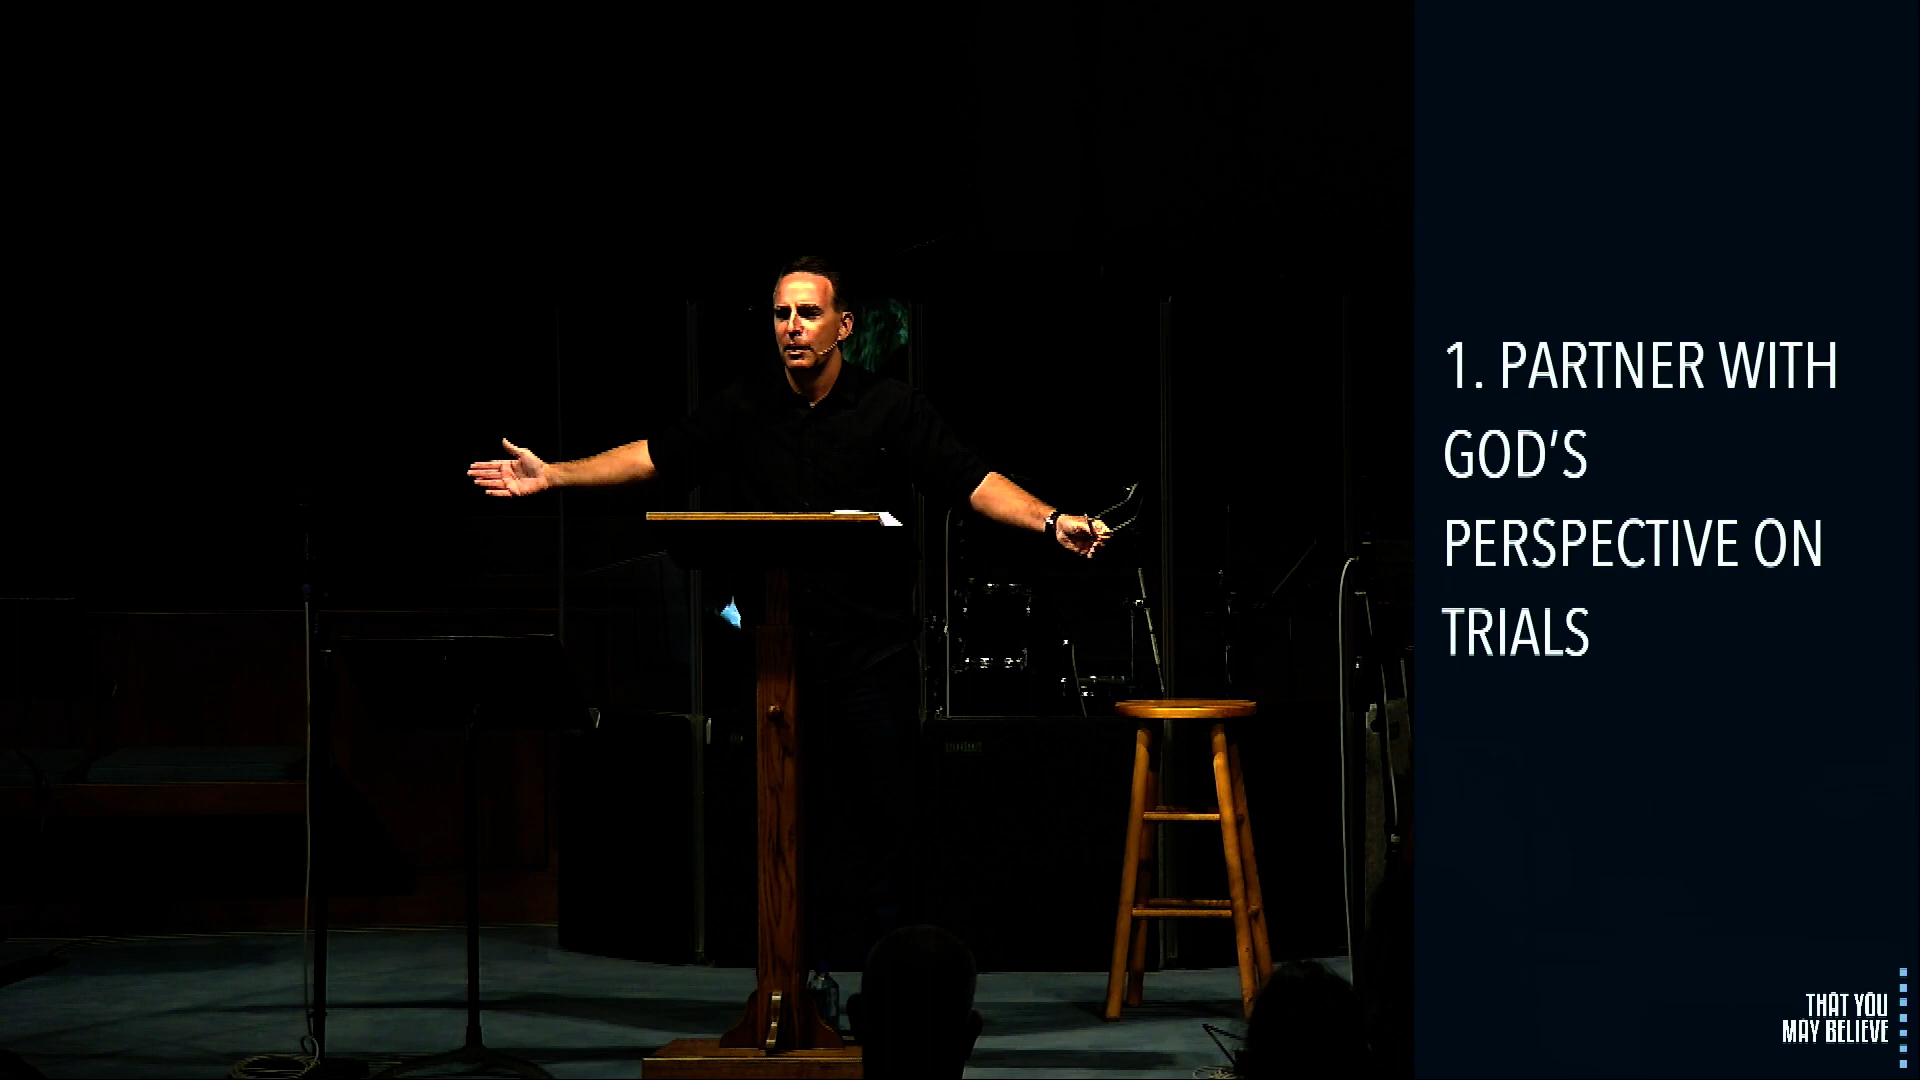 1. PARTNER WITH
GOD'S
PERSPECTIVE ON
TRIALS
THAT YOU
MAY BELIEVE